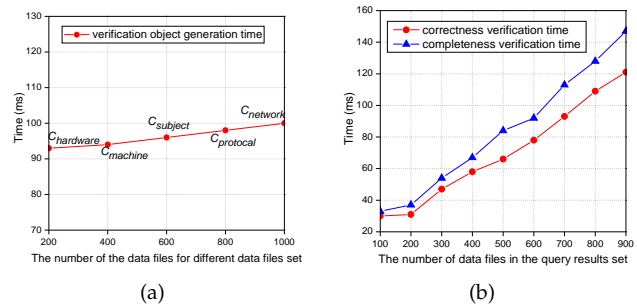 130
120
110
100
90
80
70
Time (ms)
verification object generation time
C_hardware
C_machine
C_subject
C_protocal
C_network
200 400 600 800 1000
The number of the data files for different data files set
(a)
160
140
120
100
80
60
40
20
Time (ms)
correctness verification time
completeness verification time
100 200 300 400 500 600 700 800 900
The number of data files in the query results set
(b)